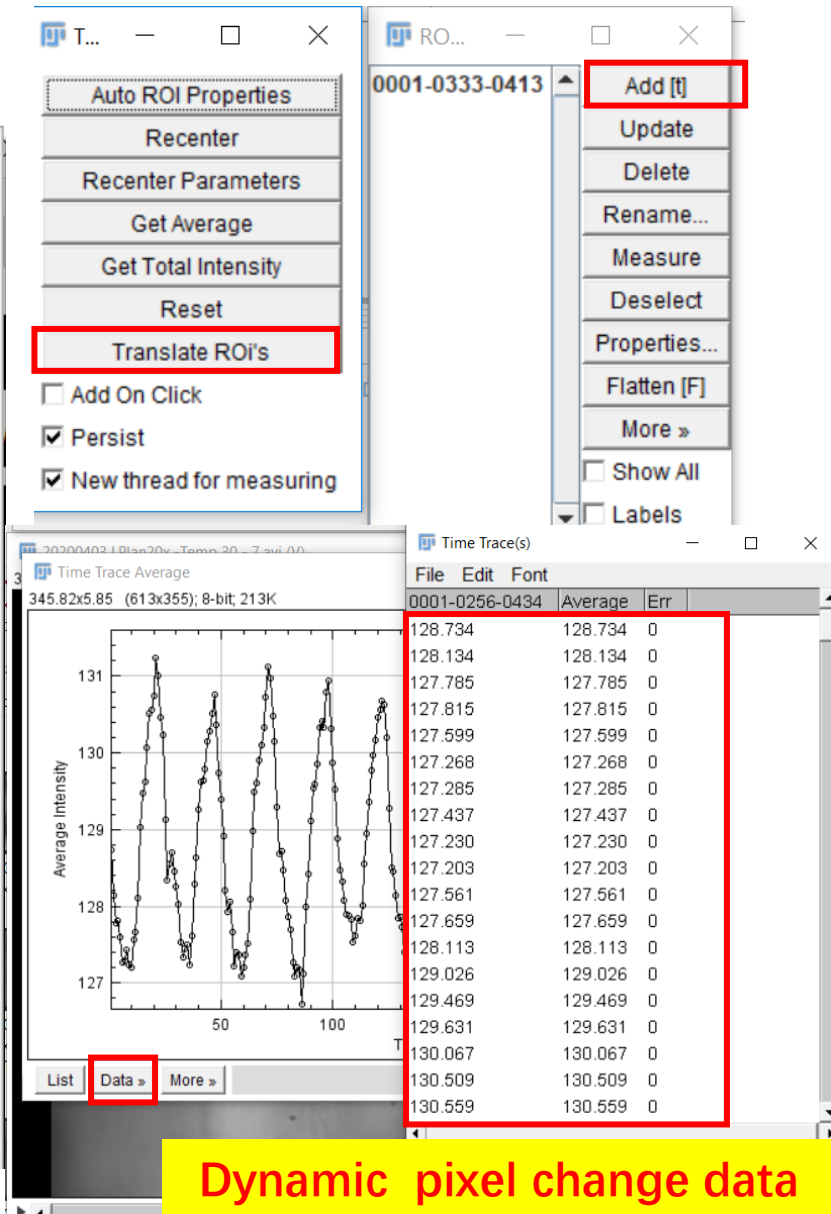 T...
Auto ROI Properties
Recenter
Recenter Parameters
Get Average
Get Total Intensity
Reset
Translate ROi's
Add On Click
Persist
New thread for measuring
RO...
0001-0333-0413
Add [t]
Update
Delete
Rename...
Measure
Deselect
Properties...
Flatten [F]
More »
Show All
Labels
3
Time Trace Average
345.82x5.85 (613x355); 8-bit; 213K
131
130
129
128
127
Average Intensity
50 100
T
List Data » More »
Time Trace(s)
File Edit Font
0001-0256-0434 Average Err
128.734 128.734 0
128.134 128.134 0
127.785 127.785 0
127.815 127.815 0
127.599 127.599 0
127.268 127.268 0
127.285 127.285 0
127.437 127.437 0
127.230 127.230 0
127.203 127.203 0
127.561 127.561 0
127.659 127.659 0
128.113 128.113 0
129.026 129.026 0
129.469 129.469 0
129.631 129.631 0
130.067 130.067 0
130.509 130.509 0
130.559 130.559 0
Dynamic pixel change data